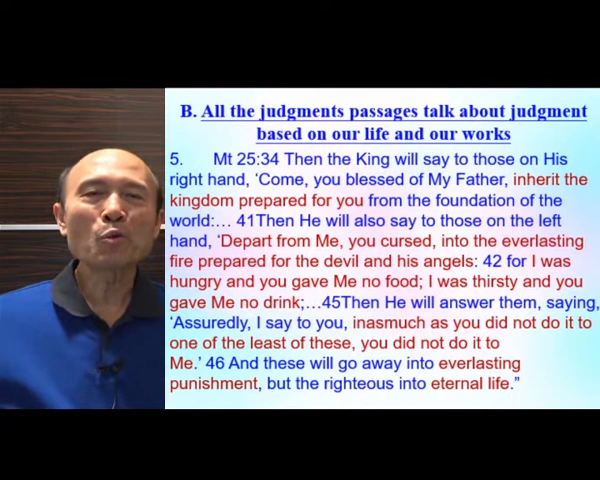 B. All the judgments passages talk about judgment
based on our life and our works
5. Mt 25:34 Then the King will say to those on His
right hand, ‘Come, you blessed of My Father, inherit the
kingdom prepared for you from the foundation of the
world:… 41Then He will also say to those on the left
hand, ‘Depart from Me, you cursed, into the everlasting
fire prepared for the devil and his angels: 42 for I was
hungry and you gave Me no food; I was thirsty and you
gave Me no drink;…45Then He will answer them, saying,
‘Assuredly, I say to you, inasmuch as you did not do it to
one of the least of these, you did not do it to
Me.’ 46 And these will go away into everlasting
punishment, but the righteous into eternal life.”